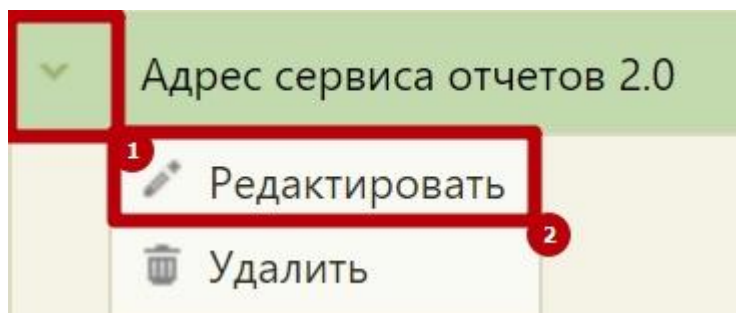 Адрес сервиса отчетов 2.0
1
Редактировать
2
Удалить